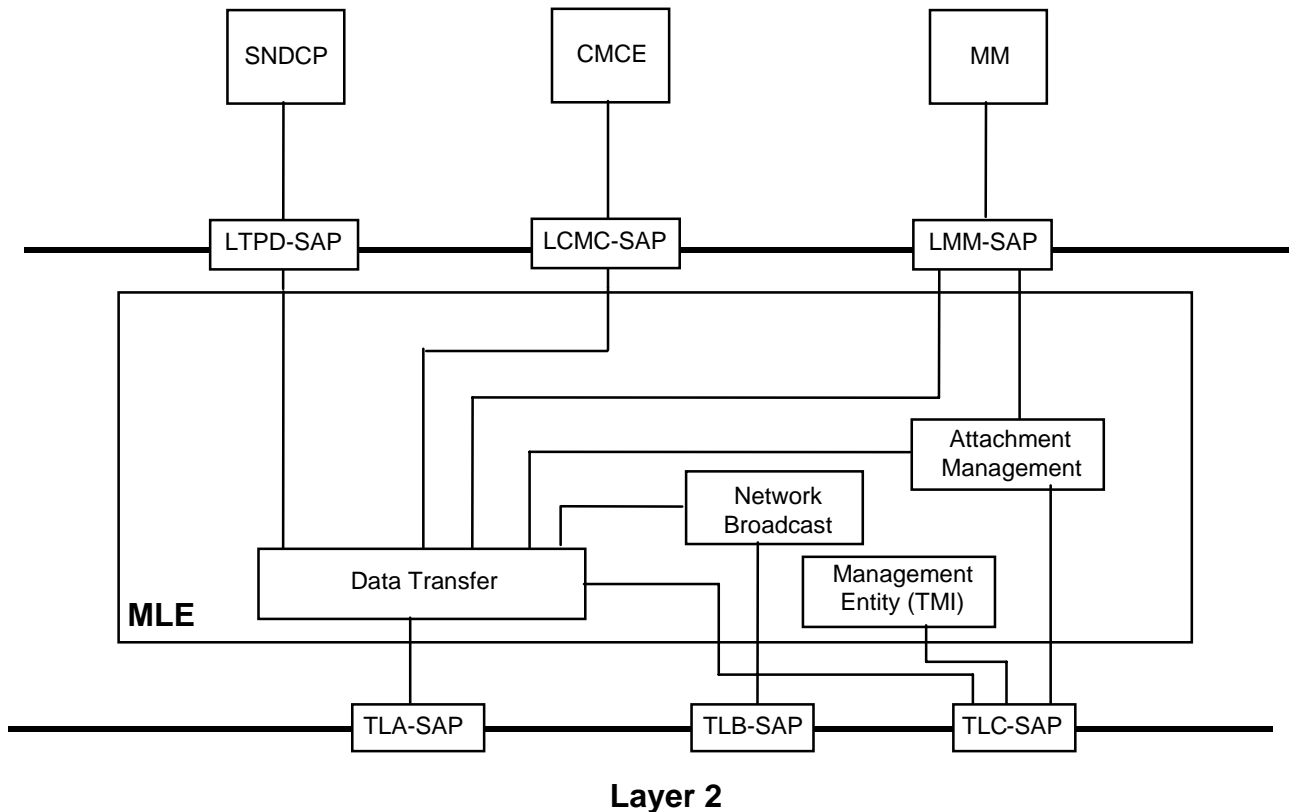 SNDCP
CMCE
MM
LTPD-SAP
LCMC-SAP
LMM-SAP
Attachment
Management
Network
Broadcast
Data Transfer
Management
Entity (TMI)
MLE
TLA-SAP
TLB-SAP
TLC-SAP
Layer 2